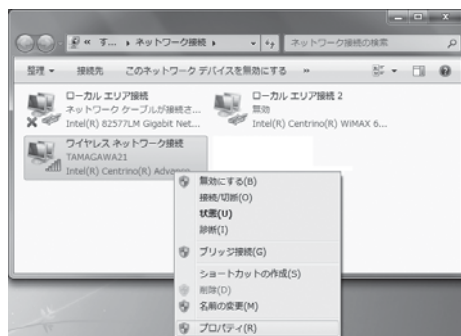 « す... ▸ ネットワーク接続 ▸
ネットワーク接続の検索
整理 ▾ 接続先 このネットワーク デバイスを無効にする »
ローカル エリア接続
ネットワーク ケーブルが接続さ...
Intel(R) 82577LM Gigabit Net...
ローカル エリア接続 2
無効
Intel(R) Centrino(R) WiMAX 6...
ワイヤレス ネットワーク接続
TAMAGAWA21
Intel(R) Centrino(R) Advance
無効にする(B)
接続/切断(O)
状態(U)
診断(I)
ブリッジ接続(G)
ショートカットの作成(S)
削除(D)
名前の変更(M)
プロパティ(R)